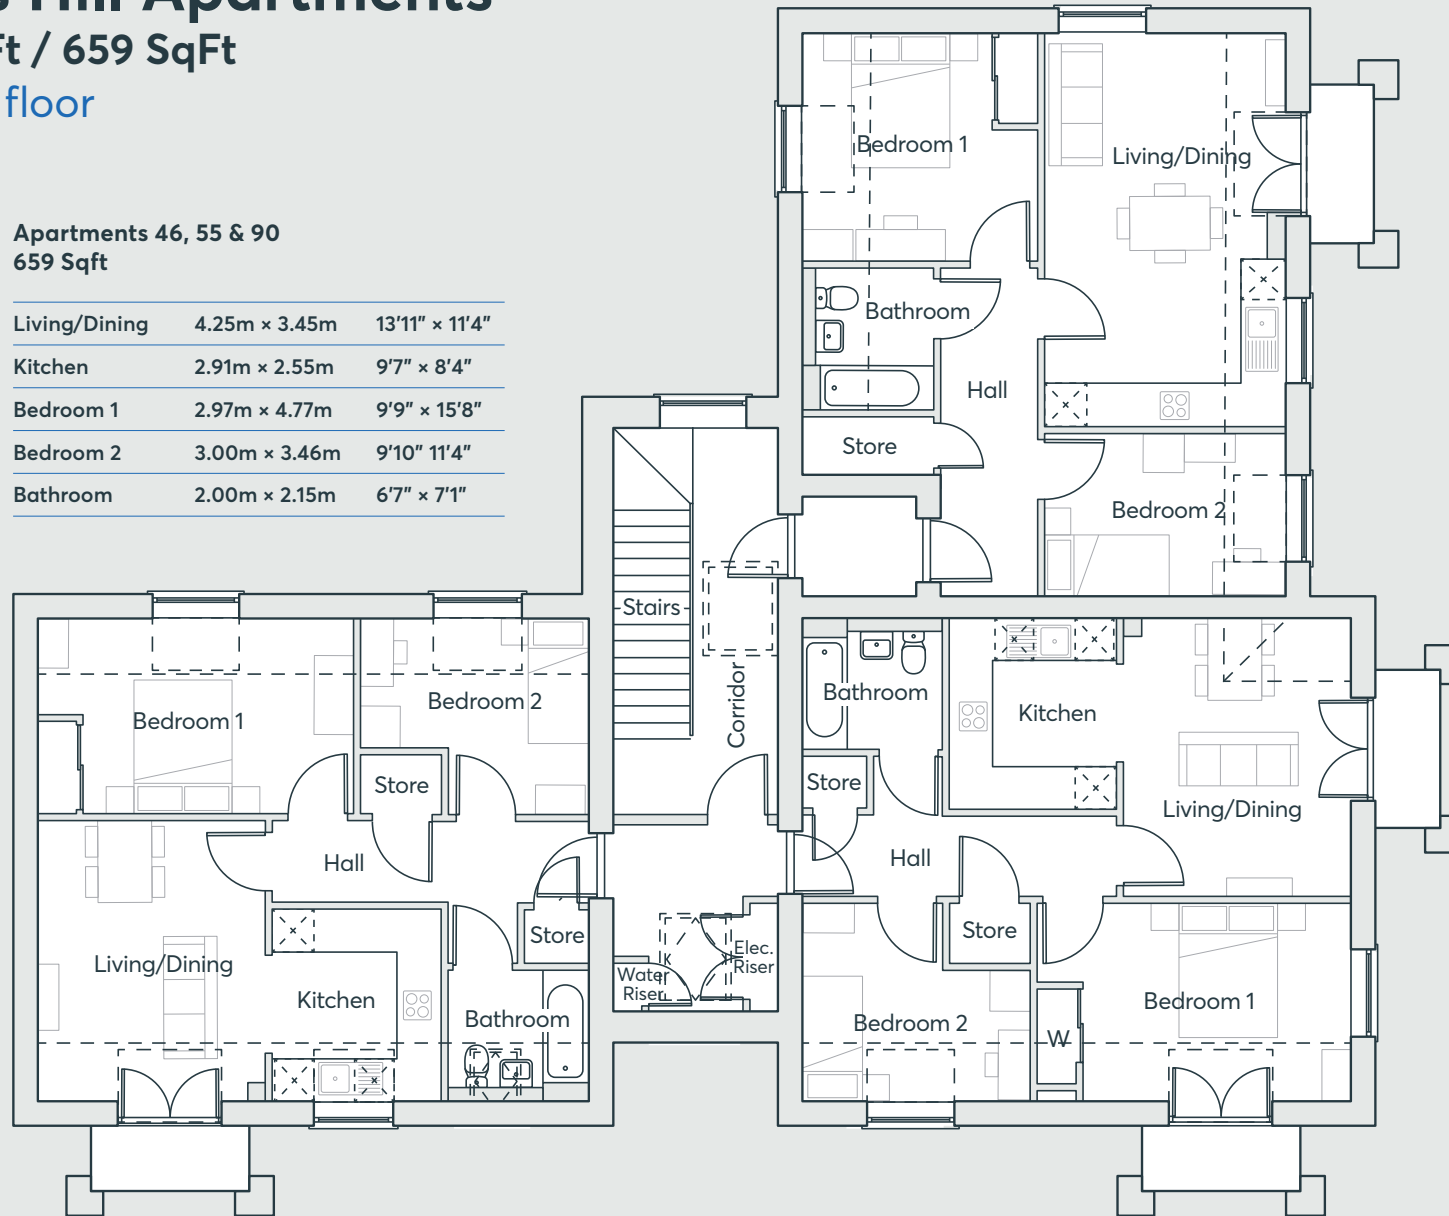 Hill Apartments
/ 659 SqFt
floor
Apartments 46, 55 & 90
659 Sqft
Living/Dining 4.25m × 3.45m 13'11" × 11'4"
Kitchen 2.91m × 2.55m 9'7" × 8'4"
Bedroom 1 2.97m × 4.77m 9'9" × 15'8"
Bedroom 2 3.00m × 3.46m 9'10" 11'4"
Bathroom 2.00m × 2.15m 6'7" × 7'1"
Bedroom 1
Living/Dining
Bathroom
Hall
Store
Bedroom 2
Stairs
Corridor
Bedroom 1
Bedroom 2
Store
Hall
Living/Dining
Kitchen
Store
Bathroom
Water
Riser
Elec.
Riser
Bathroom
Kitchen
Store
Living/Dining
Hall
Store
Bedroom 2
W
Bedroom 1